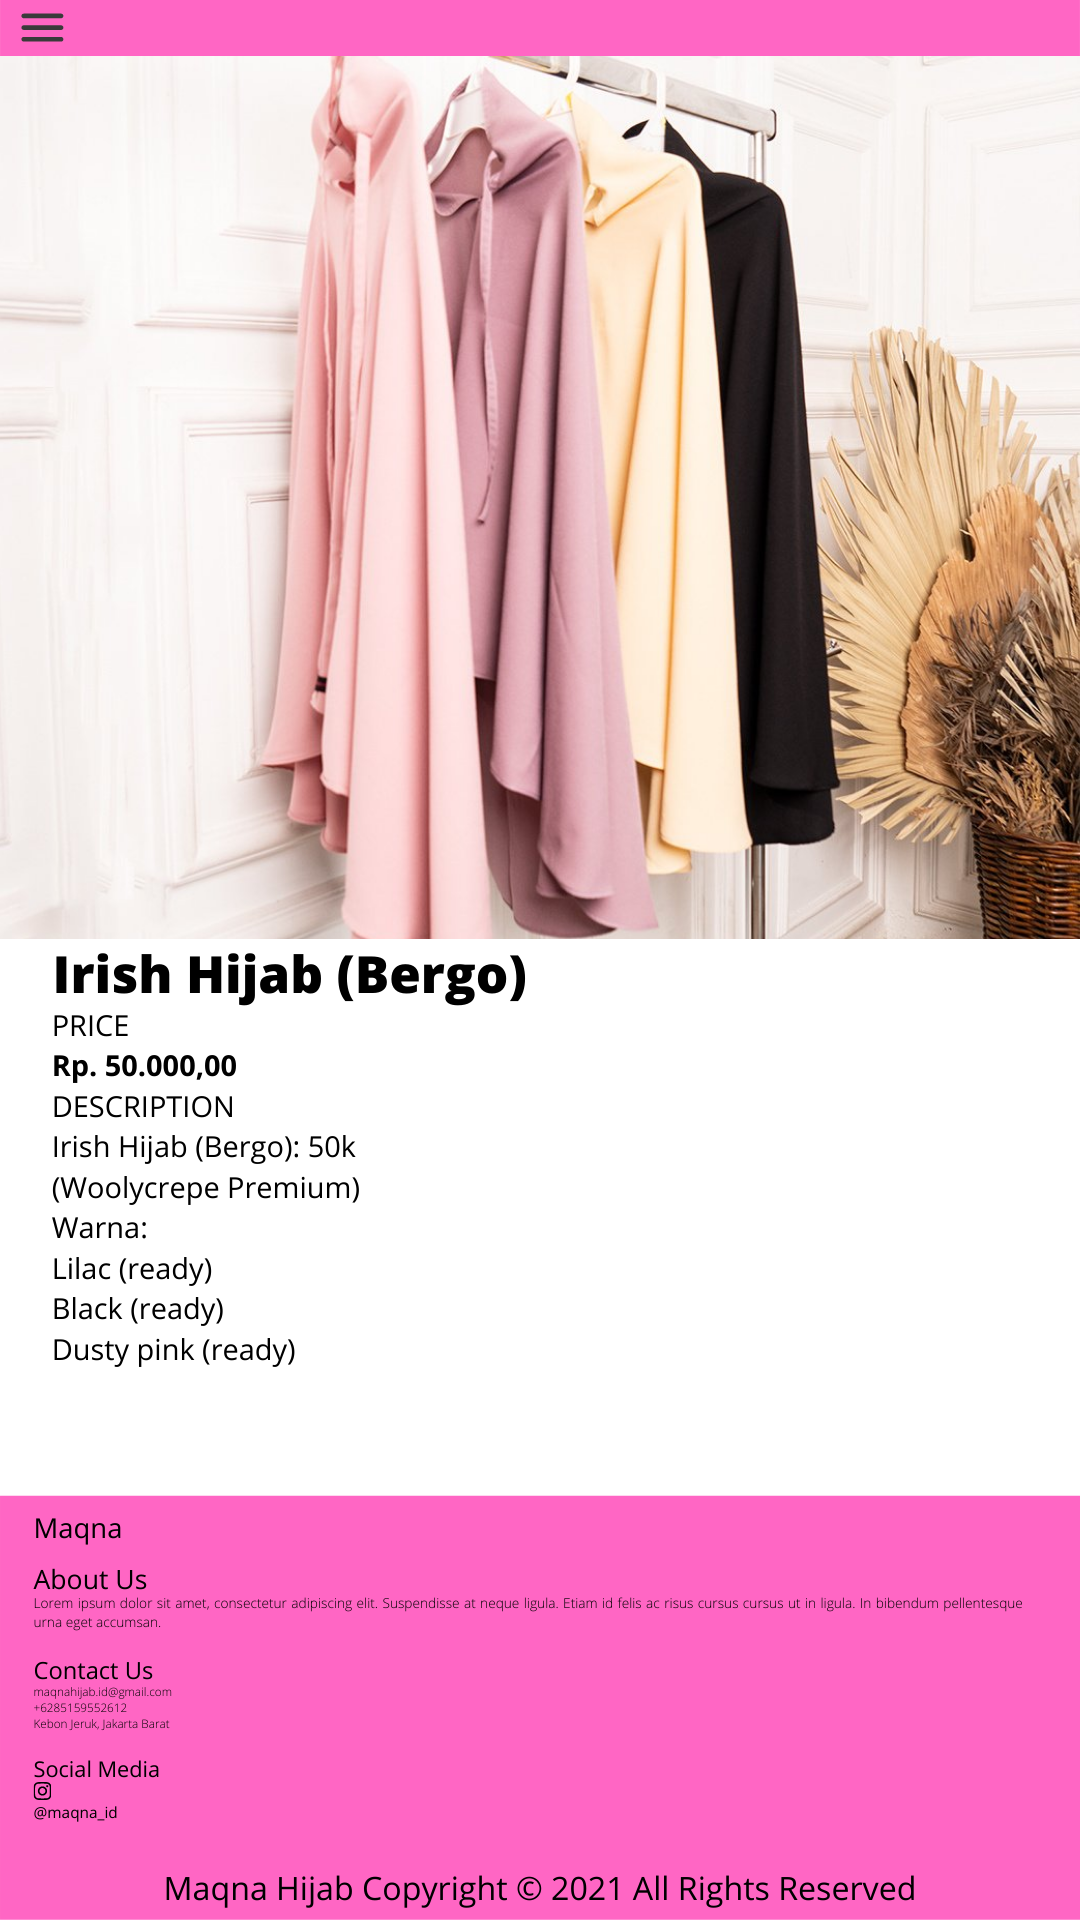 Irish Hijab (Bergo)
PRICE
Rp. 50.000,00
DESCRIPTION
Irish Hijab (Bergo): 50k
(Woolycrepe Premium)
Warna:
Lilac (ready)
Black (ready)
Dusty pink (ready)
Maqna
About Us
Lorem ipsum dolor sit amet, consectetur adipiscing elit. Suspendisse at neque ligula. Etiam id felis ac risus cursus cursus ut in ligula. In bibendum pellentesque
urna eget accumsan.
Contact Us
maqnahijab.id@gmail.com
+6285159552612
Kebon Jeruk, Jakarta Barat
Social Media
@maqna_id
Maqna Hijab Copyright © 2021 All Rights Reserved